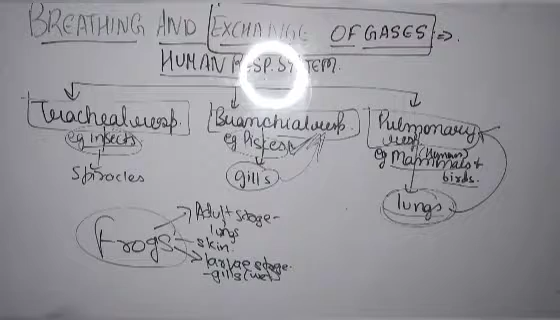 BREATHING AND EXCHANGE OF GASES =>.
HUMAN RESP. SYSTEM.
Tracheal resp.
eg insects
spiracles
Branchial resp.
eg Pisces
gills
Pulmonary
resp
(Human)
eg Mammals +
birds.
lungs
Frogs
Adult stage -
lungs
skin.
larvae stage.
- gills